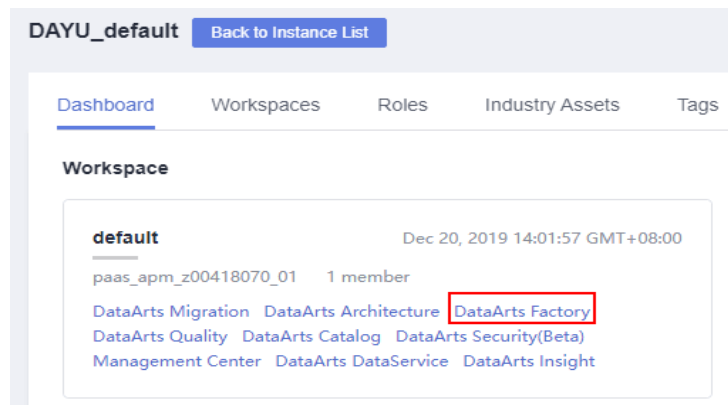 DAYU_default Back to Instance List
Dashboard Workspaces Roles Industry Assets Tags
Workspace
default Dec 20, 2019 14:01:57 GMT+08:00
paas_apm_z00418070_01 1 member
DataArts Migration DataArts Architecture DataArts Factory
DataArts Quality DataArts Catalog DataArts Security(Beta)
Management Center DataArts DataService DataArts Insight